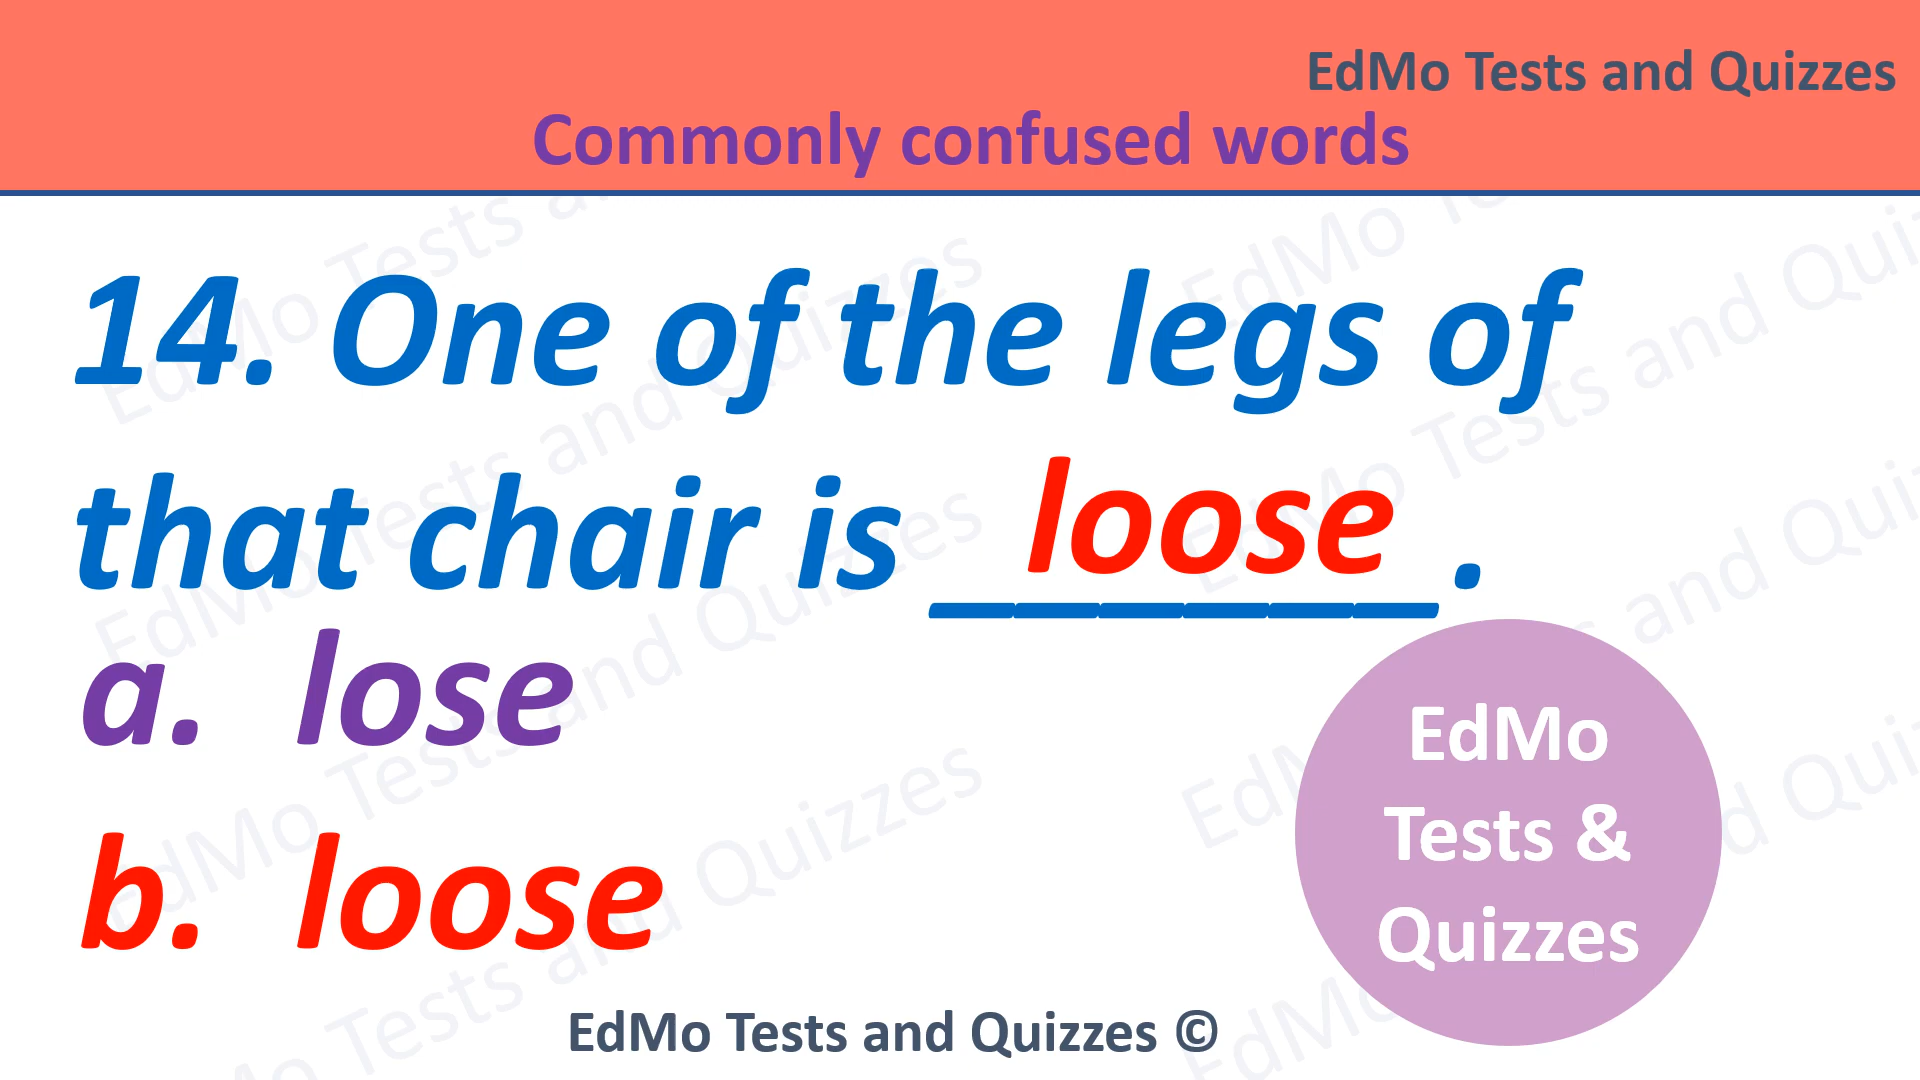 EdMo Tests and Quizzes
Commonly confused words
14. One of the legs of
that chair is ______.
loose
a. lose
b. loose
EdMo
Tests &
Quizzes
EdMo Tests and Quizzes ©